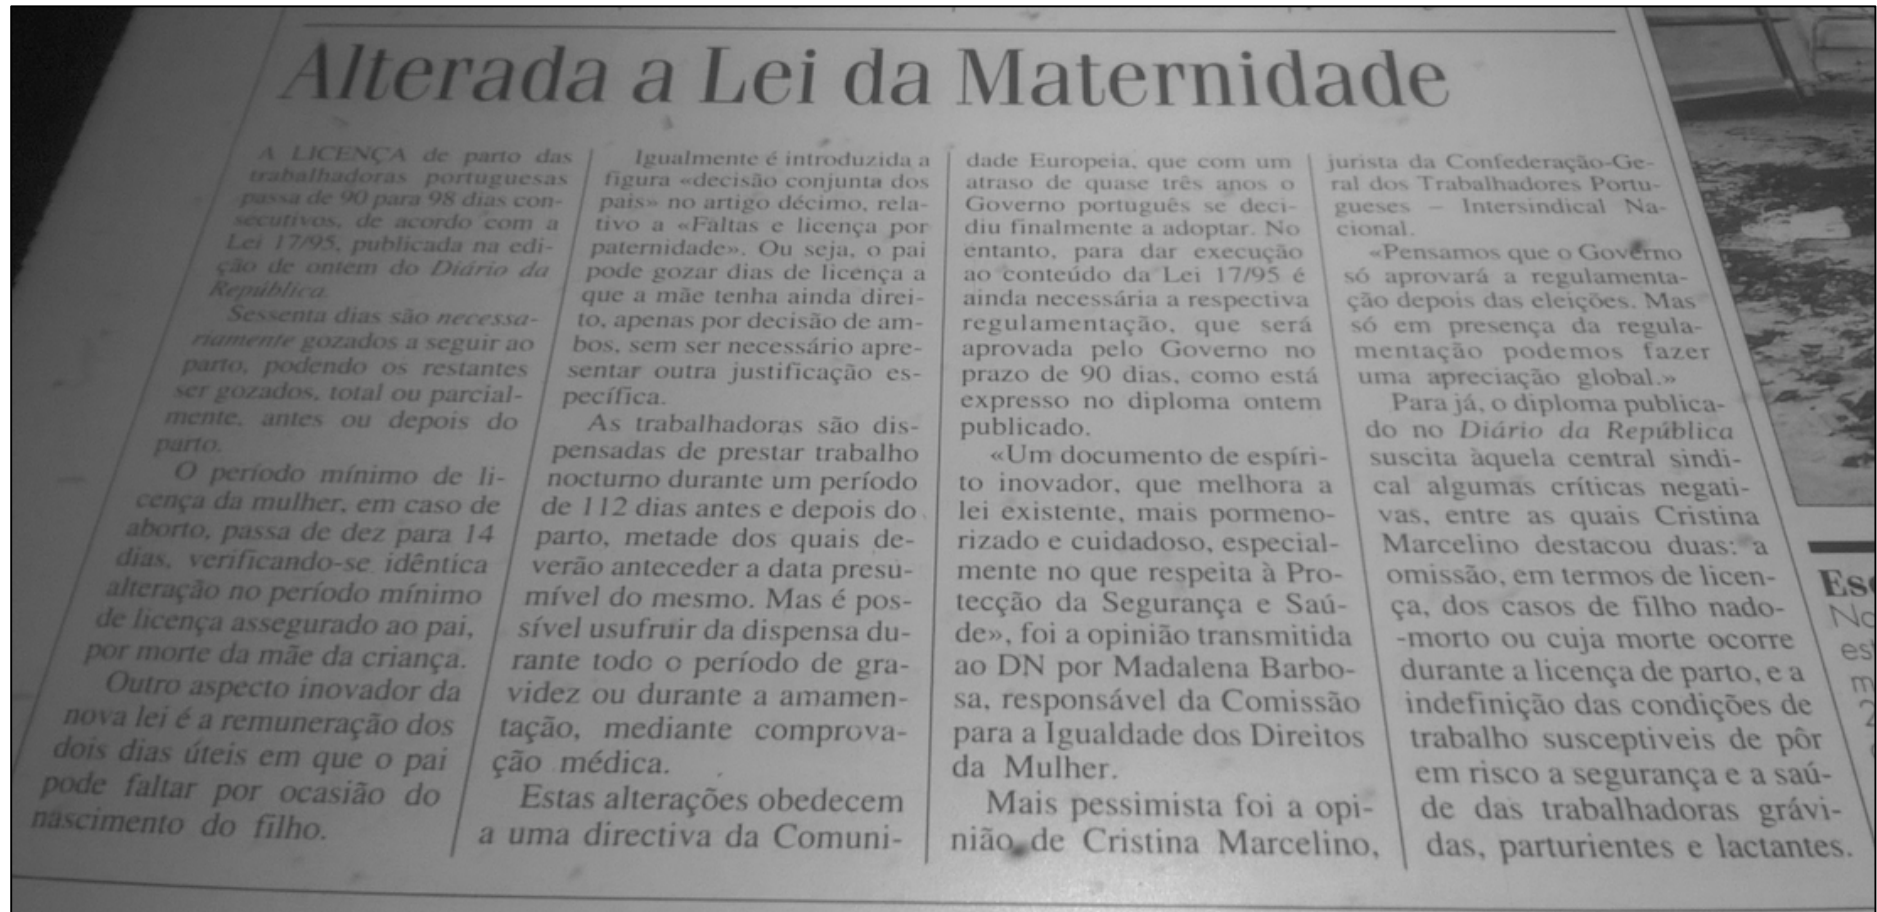 Alterada a Lei da Maternidade
A LICENÇA de parto das
trabalhadoras portuguesas
passa de 90 para 98 dias con-
secutivos, de acordo com a
Lei 17/95, publicada na edi-
ção de ontem do Diário da
República.
Sessenta dias são necessa-
riamente gozados a seguir ao
parto, podendo os restantes
ser gozados, total ou parcial-
mente, antes ou depois do
parto.
O período mínimo de li-
cença da mulher, em caso de
aborto, passa de dez para 14
dias, verificando-se idêntica
alteração no período mínimo
de licença assegurado ao pai,
por morte da mãe da criança.
Outro aspecto inovador da
nova lei é a remuneração dos
dois dias úteis em que o pai
pode faltar por ocasião do
nascimento do filho.
Igualmente é introduzida a
figura «decisão conjunta dos
pais» no artigo décimo, rela-
tivo a «Faltas e licença por
paternidade». Ou seja, o pai
pode gozar dias de licença a
que a mãe tenha ainda direi-
to, apenas por decisão de am-
bos, sem ser necessário apre-
sentar outra justificação es-
pecífica.
As trabalhadoras são dis-
pensadas de prestar trabalho
nocturno durante um período
de 112 dias antes e depois do
parto, metade dos quais de-
verão anteceder a data presu-
mível do mesmo. Mas é pos-
sível usufruir da dispensa du-
rante todo o período de gra-
videz ou durante a amamen-
tação, mediante comprova-
ção médica.
Estas alterações obedecem
a uma directiva da Comuni-
dade Europeia, que com um
atraso de quase três anos o
Governo português se deci-
diu finalmente a adoptar. No
entanto, para dar execução
ao conteúdo da Lei 17/95 é
ainda necessária a respectiva
regulamentação, que será
aprovada pelo Governo no
prazo de 90 dias, como está
expresso no diploma ontem
publicado.
«Um documento de espíri-
to inovador, que melhora a
lei existente, mais pormeno-
rizado e cuidadoso, especial-
mente no que respeita à Pro-
tecção da Segurança e Saú-
de», foi a opinião transmitida
ao DN por Madalena Barbo-
sa, responsável da Comissão
para a Igualdade dos Direitos
da Mulher.
Mais pessimista foi a opi-
nião de Cristina Marcelino,
jurista da Confederação-Ge-
ral dos Trabalhadores Portu-
gueses – Intersindical Na-
cional.
«Pensamos que o Governo
só aprovará a regulamenta-
ção depois das eleições. Mas
só em presença da regula-
mentação podemos fazer
uma apreciação global.»
Para já, o diploma publica-
do no Diário da República
suscita àquela central sindi-
cal algumas críticas negati-
vas, entre as quais Cristina
Marcelino destacou duas: a
omissão, em termos de licen-
ça, dos casos de filho nado-
-morto ou cuja morte ocorre
durante a licença de parto, e a
indefinição das condições de
trabalho susceptiveis de pôr
em risco a segurança e a saú-
de das trabalhadoras grávi-
das, parturientes e lactantes.